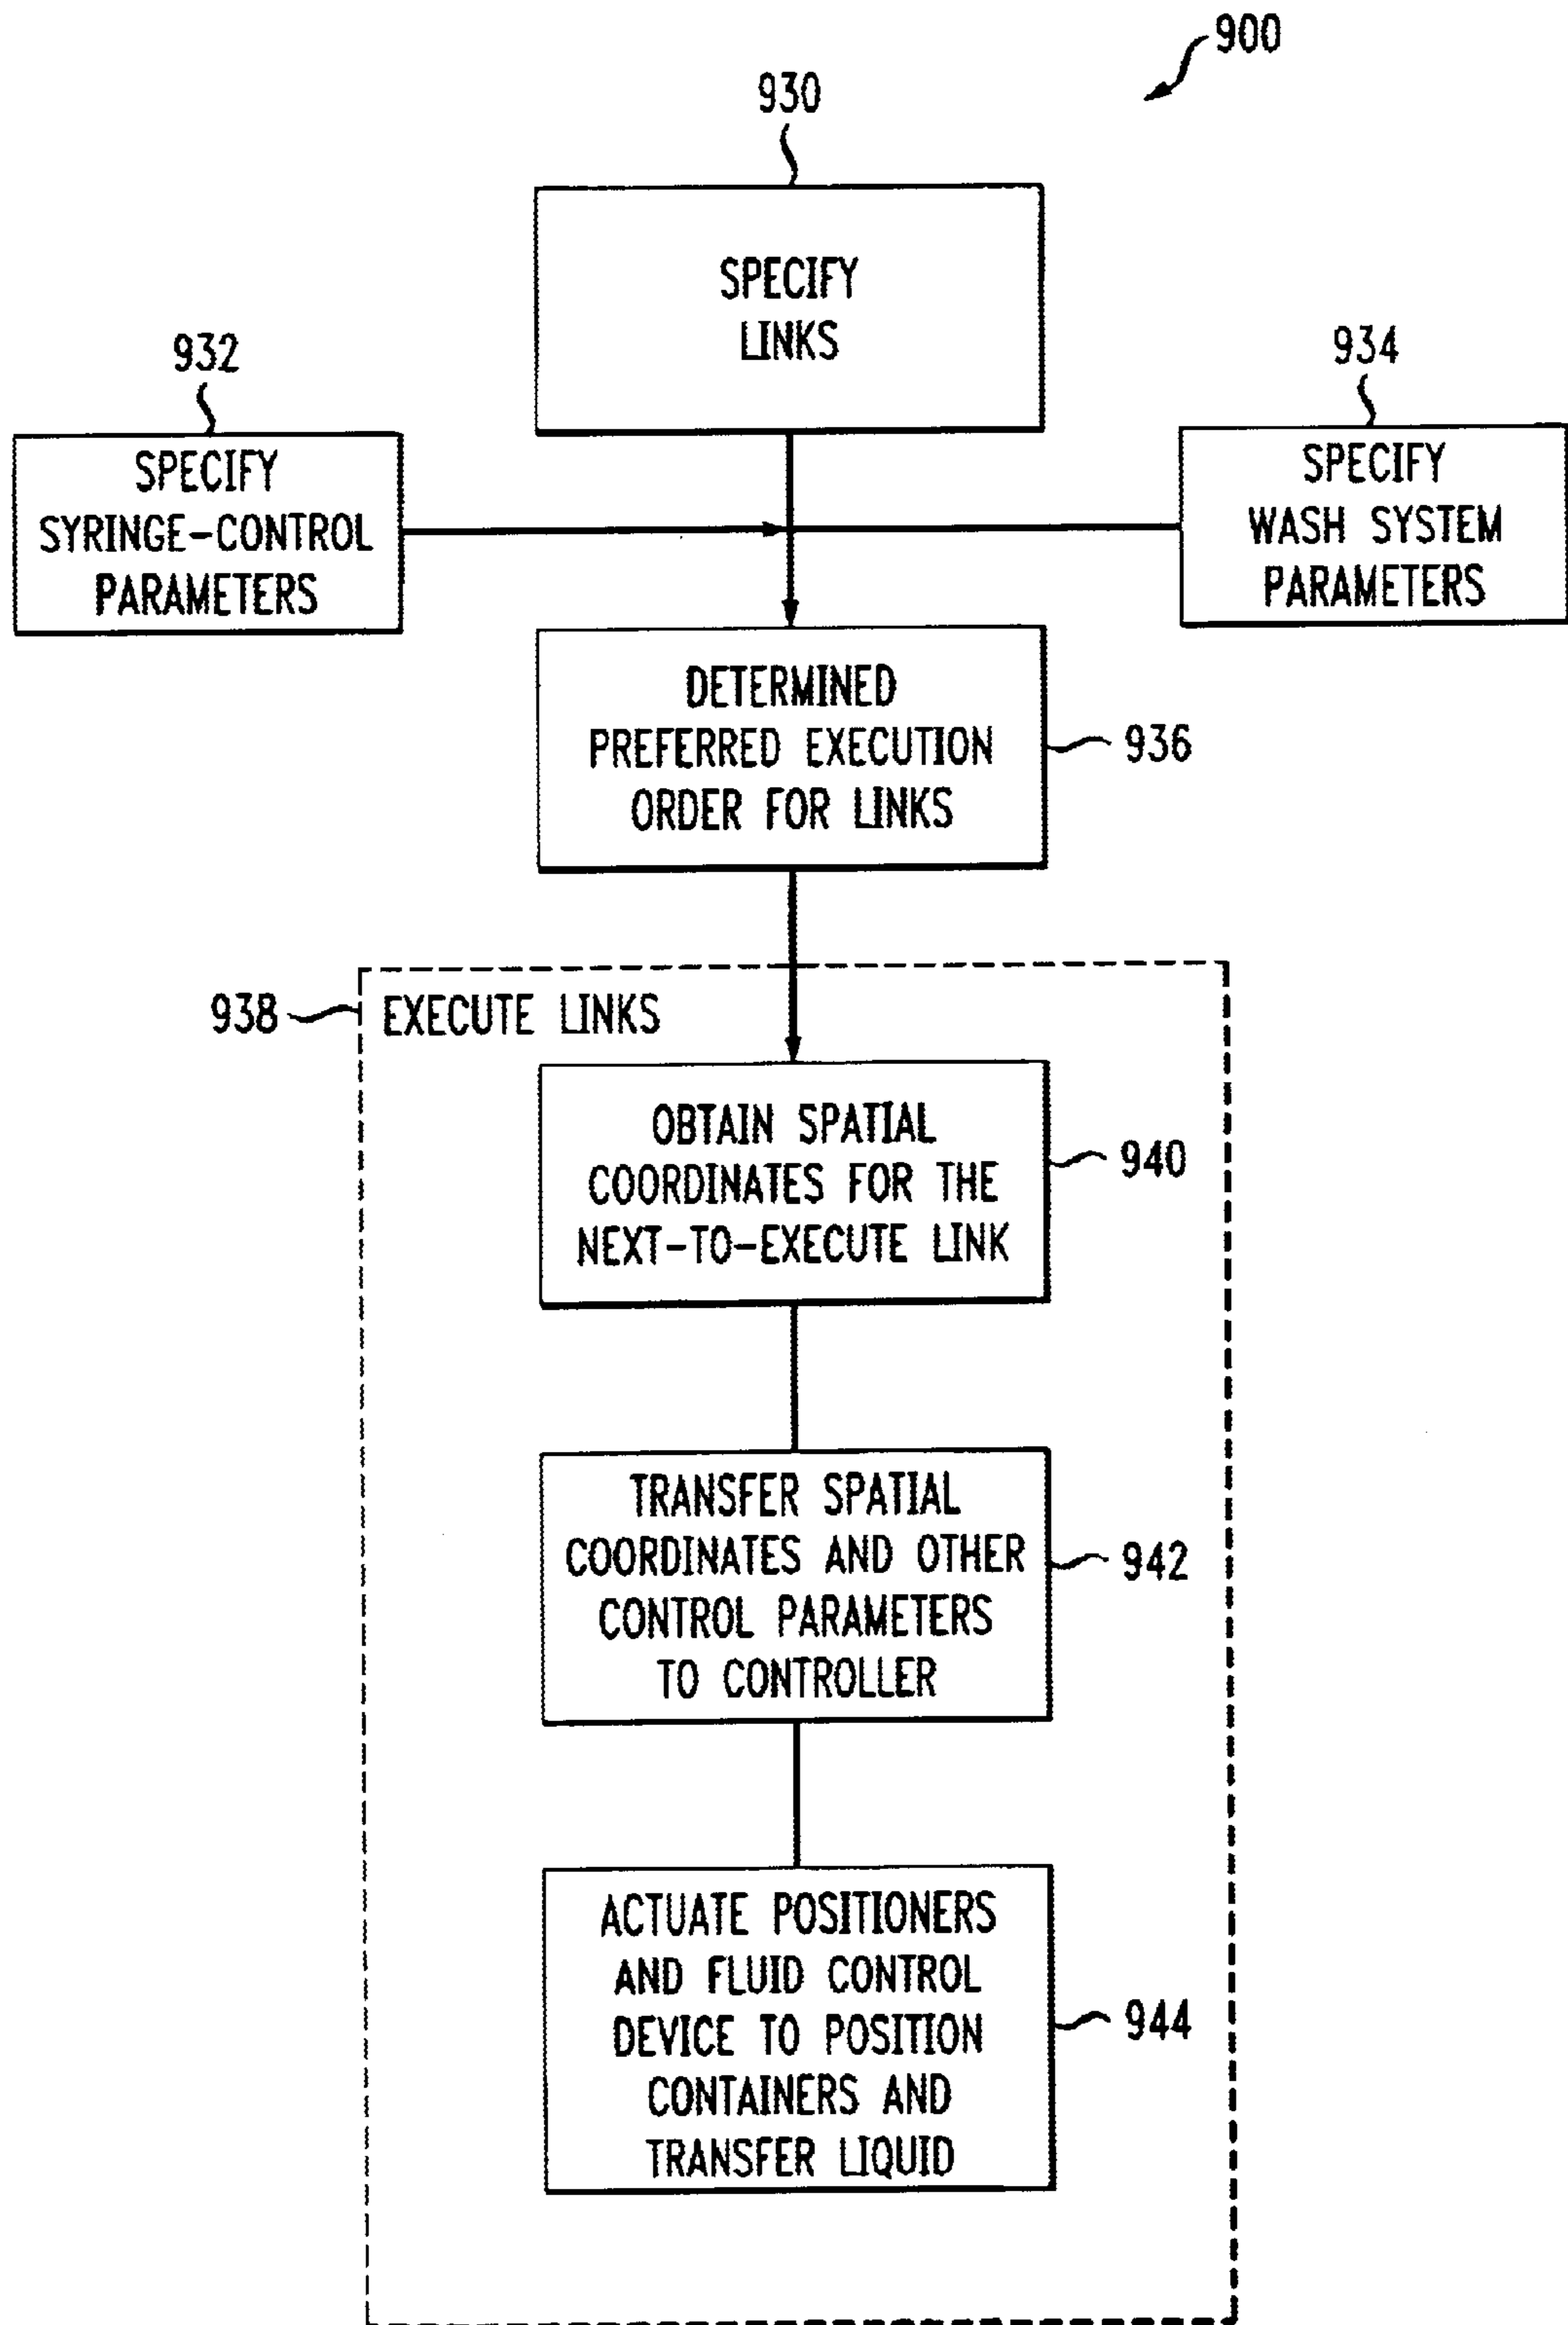 900
930
SPECIFY
LINKS
932
SPECIFY
SYRINGE-CONTROL
PARAMETERS
934
SPECIFY
WASH SYSTEM
PARAMETERS
DETERMINED
PREFERRED EXECUTION
ORDER FOR LINKS
936
938
EXECUTE LINKS
OBTAIN SPATIAL
COORDINATES FOR THE
NEXT-TO-EXECUTE LINK
940
TRANSFER SPATIAL
COORDINATES AND OTHER
CONTROL PARAMETERS
TO CONTROLLER
942
ACTUATE POSITIONERS
AND FLUID CONTROL
DEVICE TO POSITION
CONTAINERS AND
TRANSFER LIQUID
944